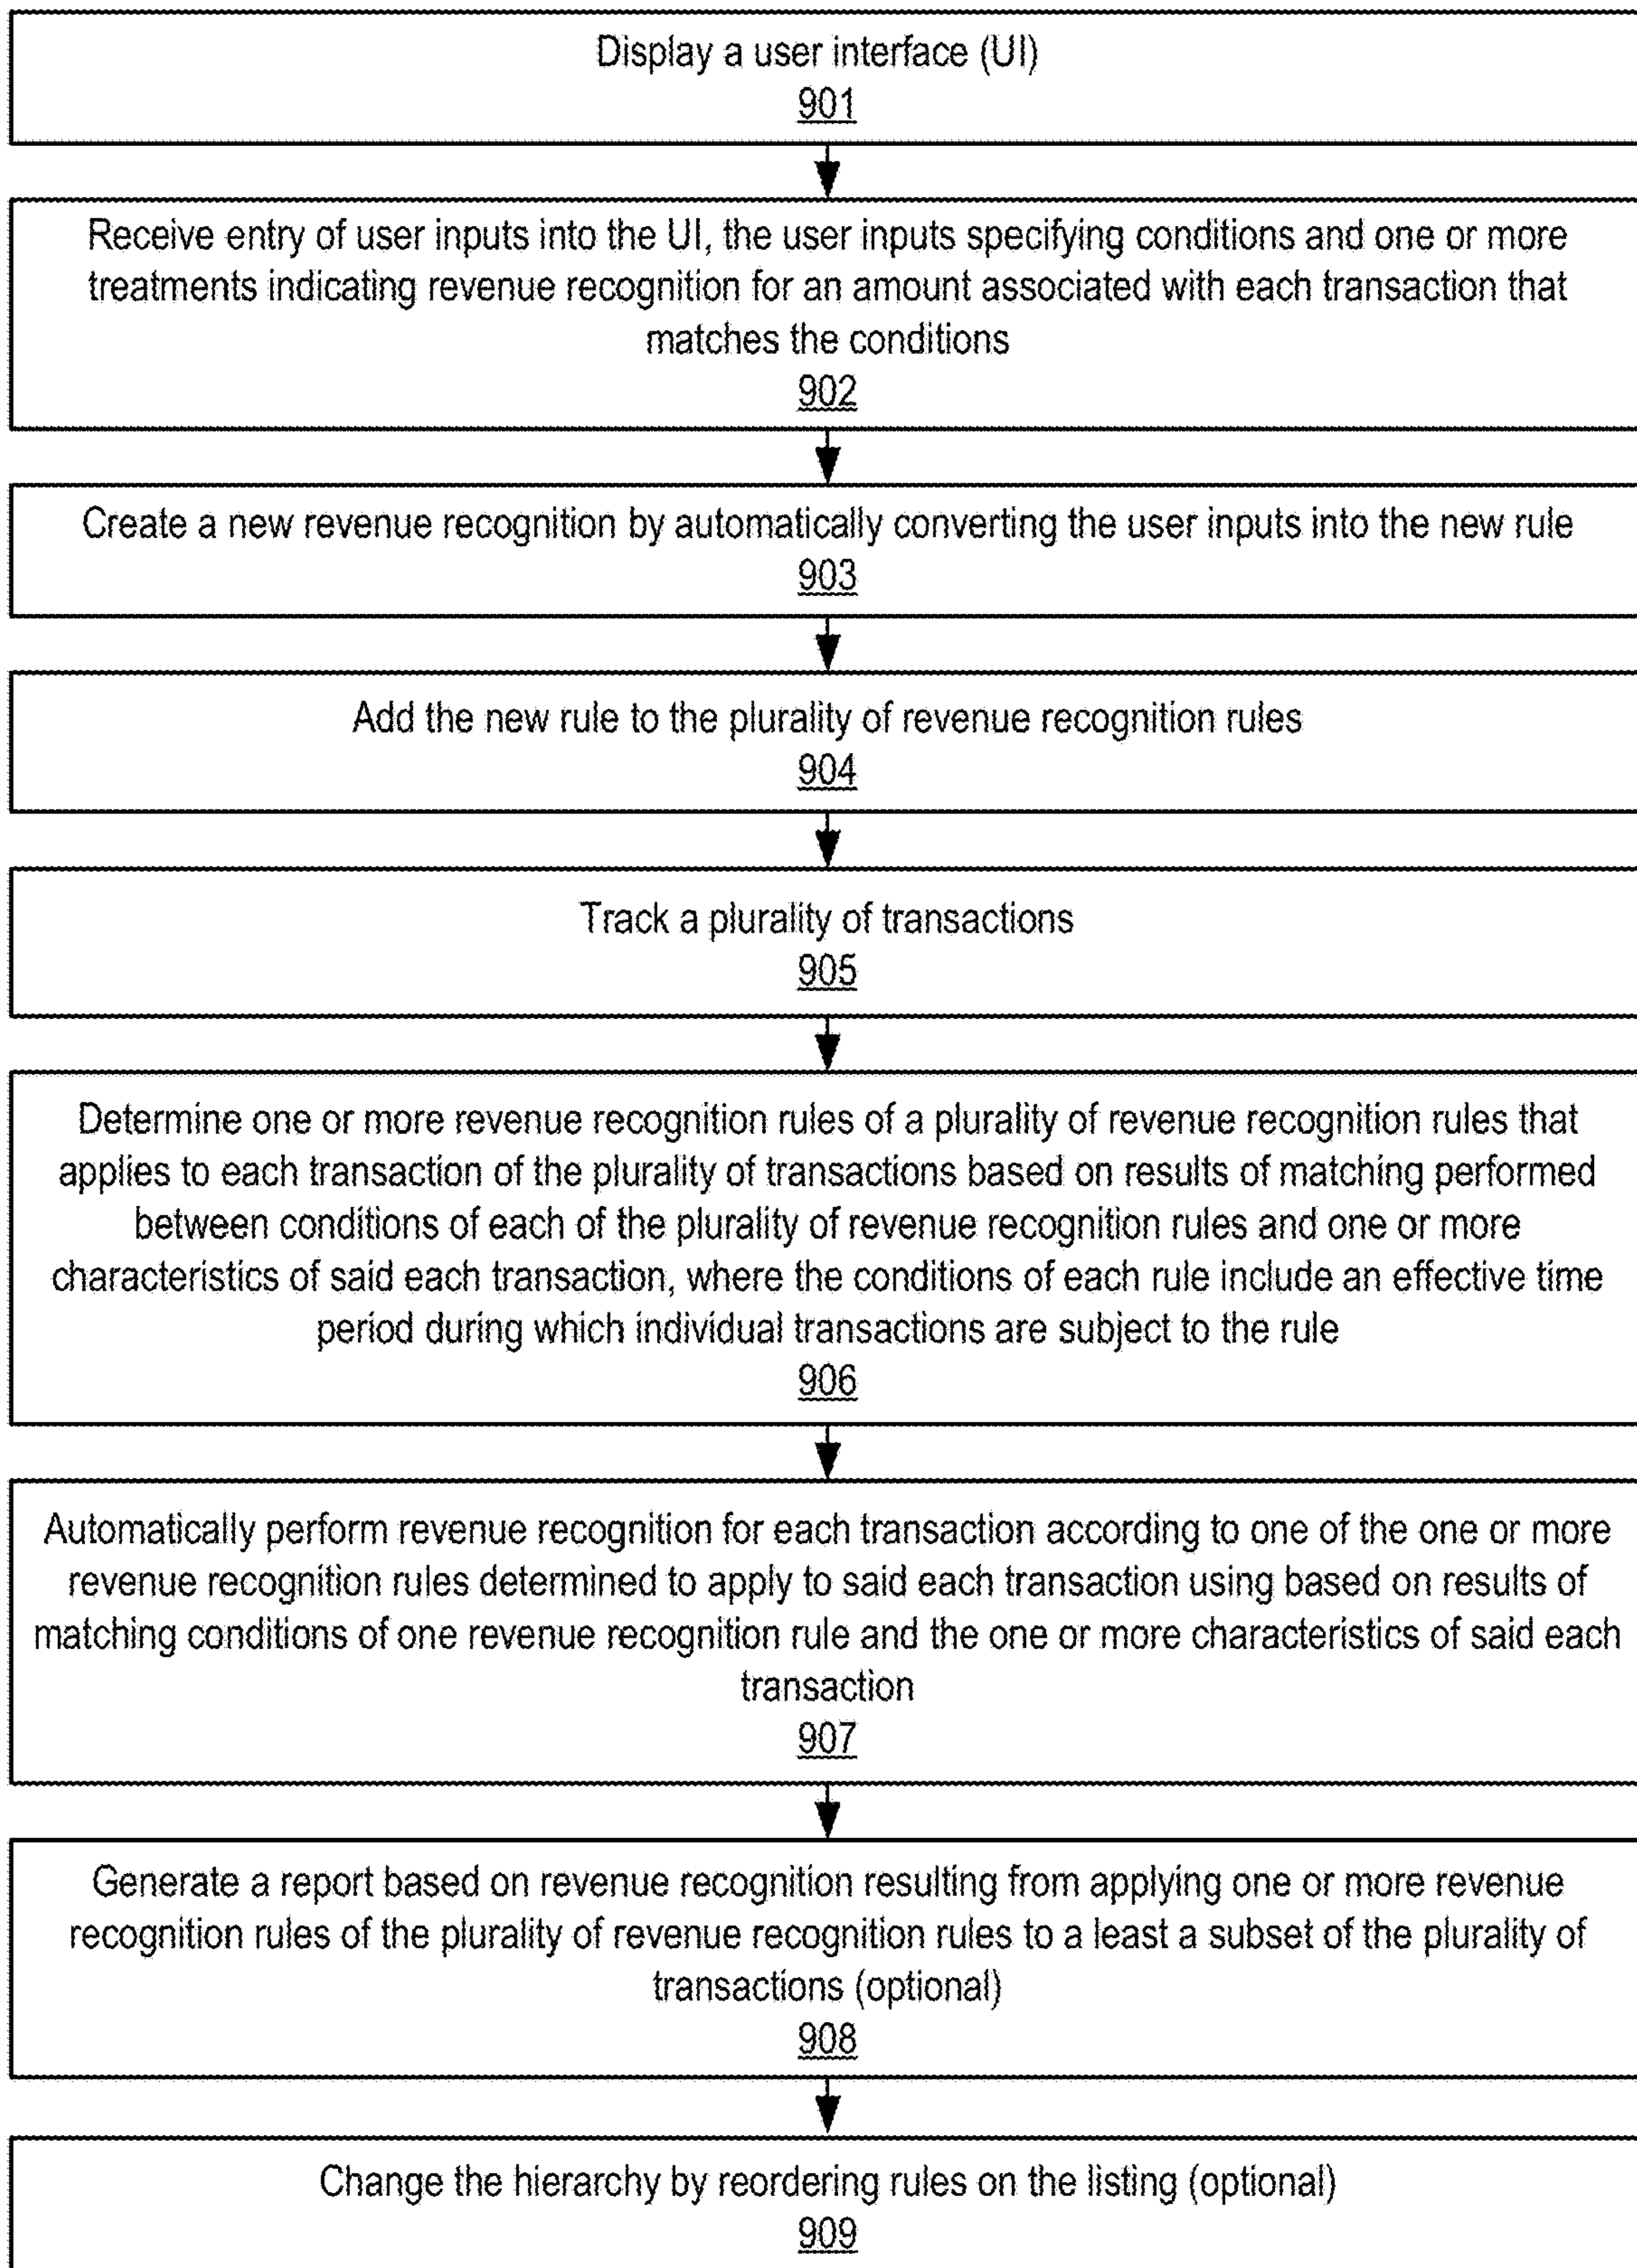 Display a user interface (UI)
901
Receive entry of user inputs into the UI, the user inputs specifying conditions and one or more
treatments indicating revenue recognition for an amount associated with each transaction that
matches the conditions
902
Create a new revenue recognition by automatically converting the user inputs into the new rule
903
Add the new rule to the plurality of revenue recognition rules
904
Track a plurality of transactions
905
Determine one or more revenue recognition rules of a plurality of revenue recognition rules that
applies to each transaction of the plurality of transactions based on results of matching performed
between conditions of each of the plurality of revenue recognition rules and one or more
characteristics of said each transaction, where the conditions of each rule include an effective time
period during which individual transactions are subject to the rule
906
Automatically perform revenue recognition for each transaction according to one of the one or more
revenue recognition rules determined to apply to said each transaction using based on results of
matching conditions of one revenue recognition rule and the one or more characteristics of said each
transaction
907
Generate a report based on revenue recognition resulting from applying one or more revenue
recognition rules of the plurality of revenue recognition rules to a least a subset of the plurality of
transactions (optional)
908
Change the hierarchy by reordering rules on the listing (optional)
909